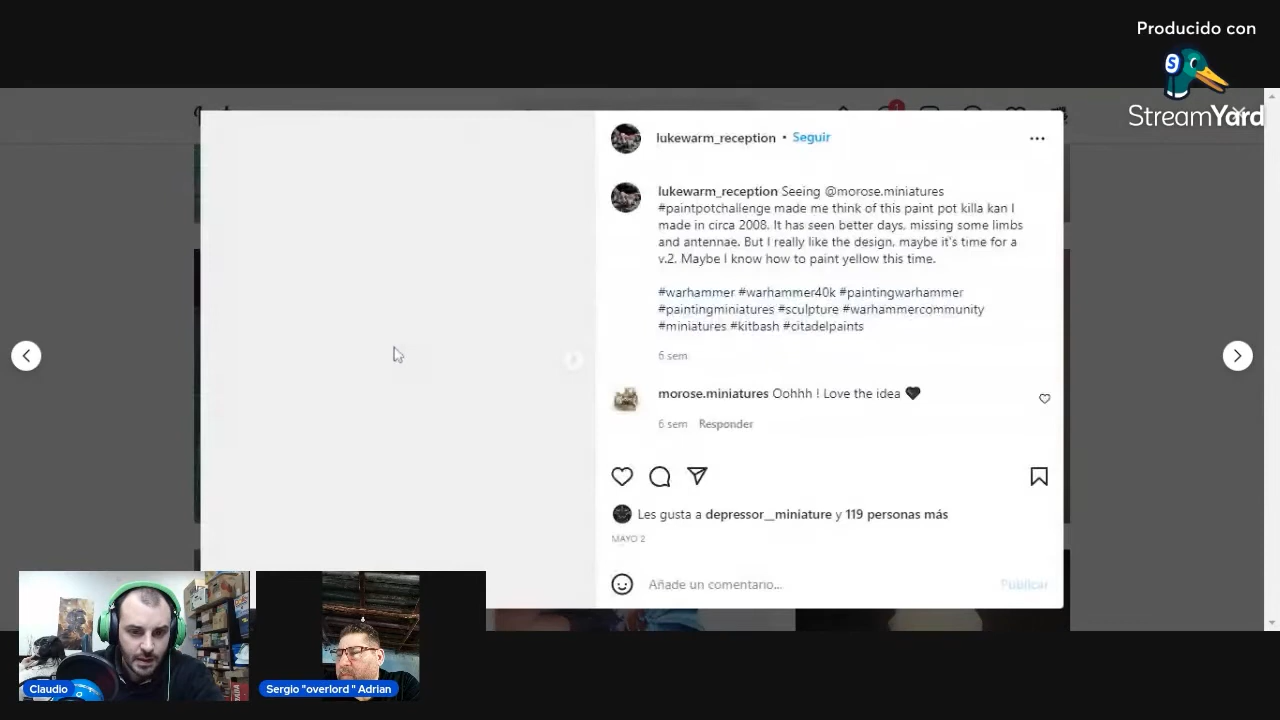 Producido con
StreamYard
lukewarm_reception • Seguir
lukewarm_reception Seeing @morose.miniatures
#paintpotchallenge made me think of this paint pot killa kan I
made in circa 2008. It has seen better days, missing some limbs
and antennae. But I really like the design, maybe it's time for a
v.2. Maybe I know how to paint yellow this time.
#warhammer #warhammer40k #paintingwarhammer
#paintingminiatures #sculpture #warhammercommunity
#miniatures #kitbash #citadelpaints
6 sem
morose.miniatures Oohhh ! Love the idea 🖤
6 sem Responder
Les gusta a depressor__miniature y 119 personas más
MAYO 2
Añade un comentario...
Publicar
Claudio
Sergio "overlord " Adrian